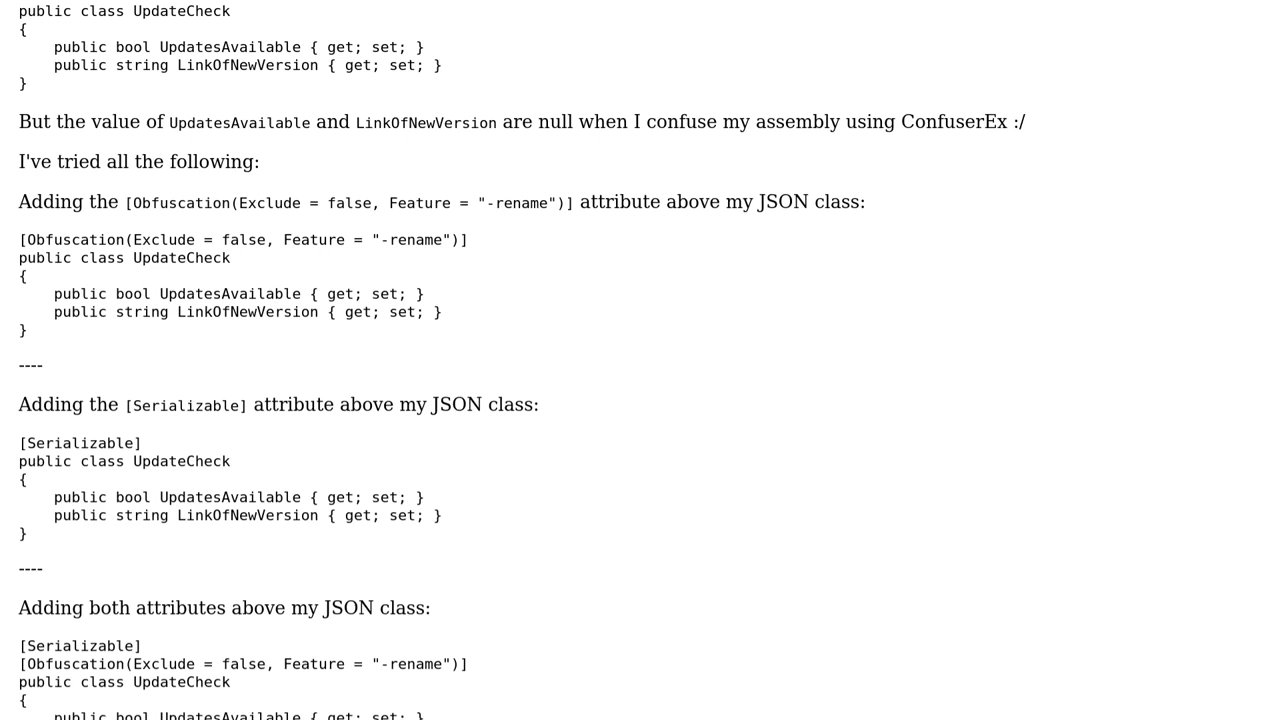 public class UpdateCheck
{
    public bool UpdatesAvailable { get; set; }
    public string LinkOfNewVersion { get; set; }
}
But the value of UpdatesAvailable and LinkOfNewVersion are null when I confuse my assembly using ConfuserEx :/
I've tried all the following:
Adding the [Obfuscation(Exclude = false, Feature = "-rename")] attribute above my JSON class:
[Obfuscation(Exclude = false, Feature = "-rename")]
public class UpdateCheck
{
    public bool UpdatesAvailable { get; set; }
    public string LinkOfNewVersion { get; set; }
}
----
Adding the [Serializable] attribute above my JSON class:
[Serializable]
public class UpdateCheck
{
    public bool UpdatesAvailable { get; set; }
    public string LinkOfNewVersion { get; set; }
}
----
Adding both attributes above my JSON class:
[Serializable]
[Obfuscation(Exclude = false, Feature = "-rename")]
public class UpdateCheck
{
    public bool UpdatesAvailable { get; set; }